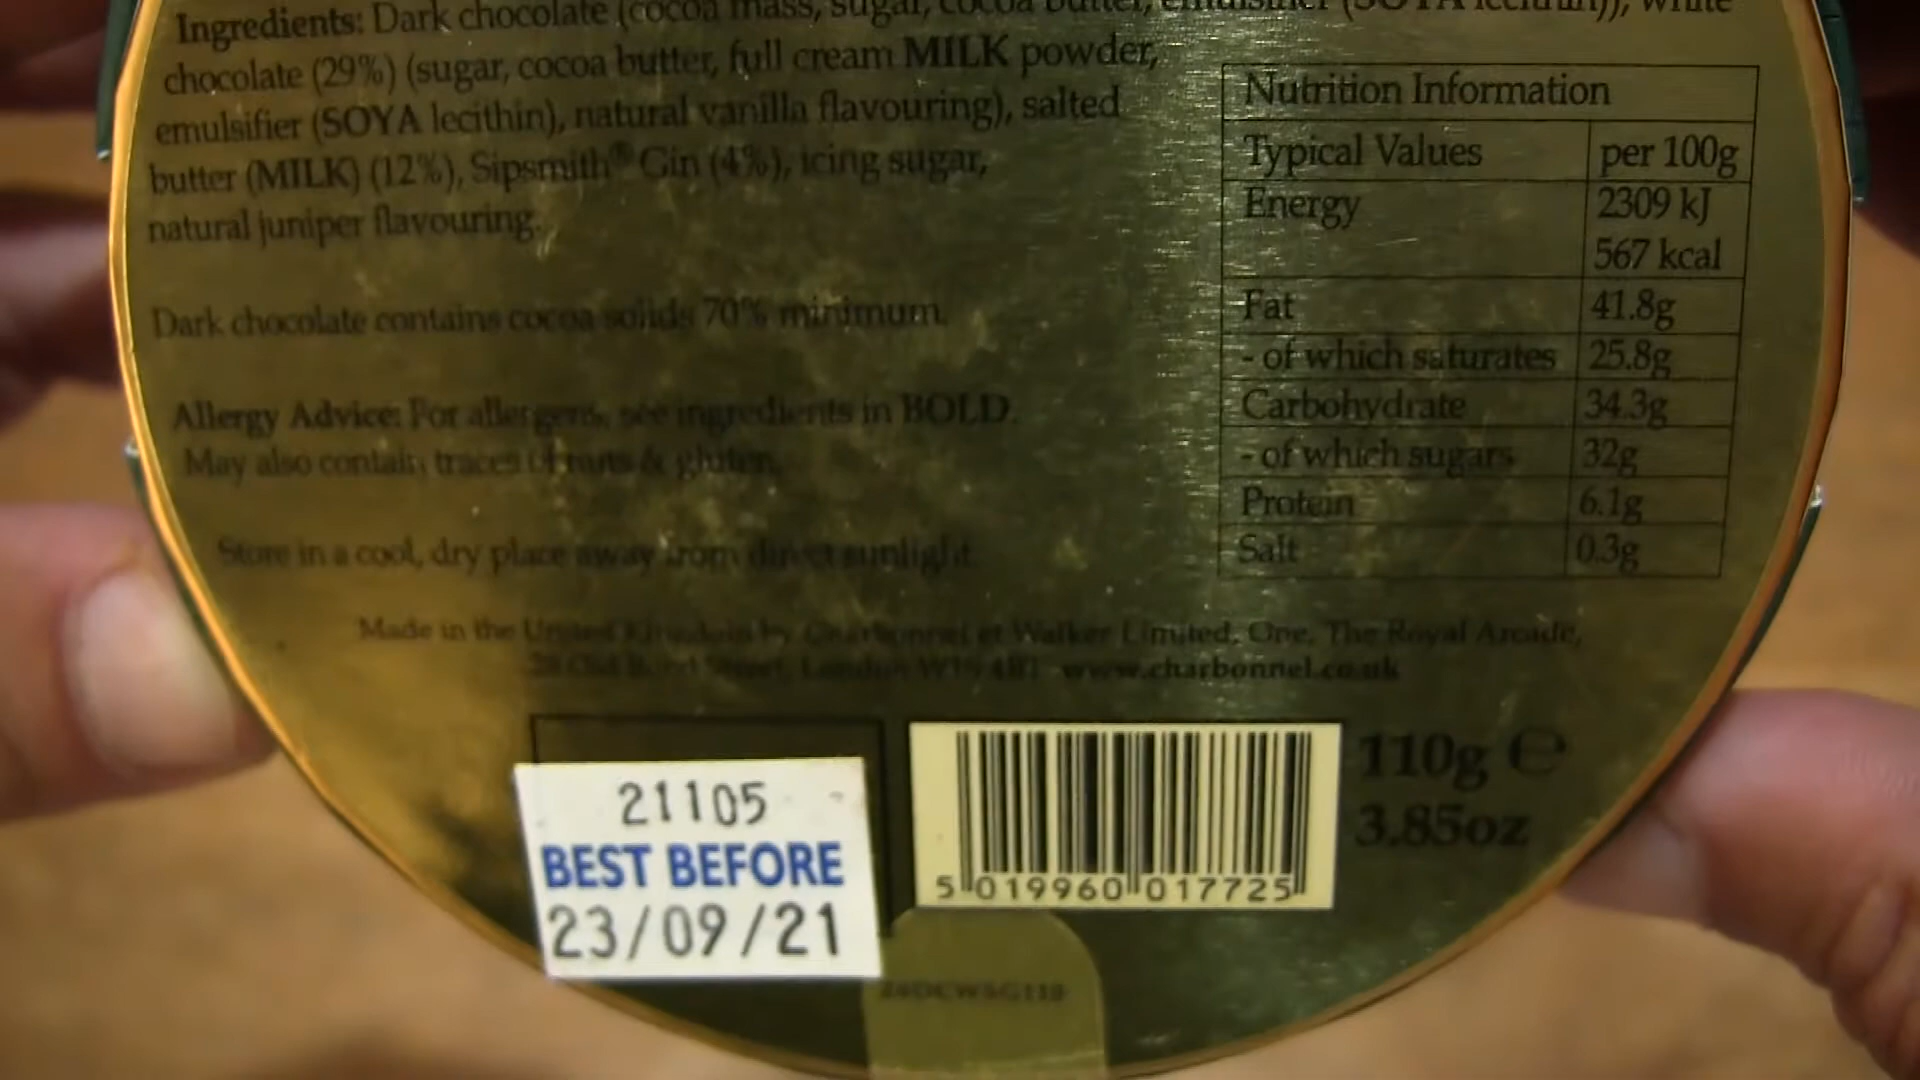 Ingredients: Dark chocolate (cocoa mass, sugar, cocoa butter, emulsifier (SOYA lecithin)), white
chocolate (29%) (sugar, cocoa butter, full cream MILK powder,
emulsifier (SOYA lecithin), natural vanilla flavouring), salted
butter (MILK) (12%), Sipsmith® Gin (4%), icing sugar,
natural juniper flavouring.
Dark chocolate contains cocoa solids 70% minimum.
Allergy Advice: For allergens, see ingredients in BOLD.
May also contain traces of nuts & gluten.
Store in a cool, dry place away from direct sunlight.
Nutrition Information
Typical Values per 100g
Energy 2309 kJ
567 kcal
Fat 41.8g
- of which saturates 25.8g
Carbohydrate 34.3g
- of which sugars 32g
Protein 6.1g
Salt 0.3g
Made in the United Kingdom by Charbonnel et Walker Limited, One, The Royal Arcade,
28 Old Bond Street, London W1S 4BT www.charbonnel.co.uk
21105
BEST BEFORE
23/09/21
5 019960 017725
110g e
3.85oz